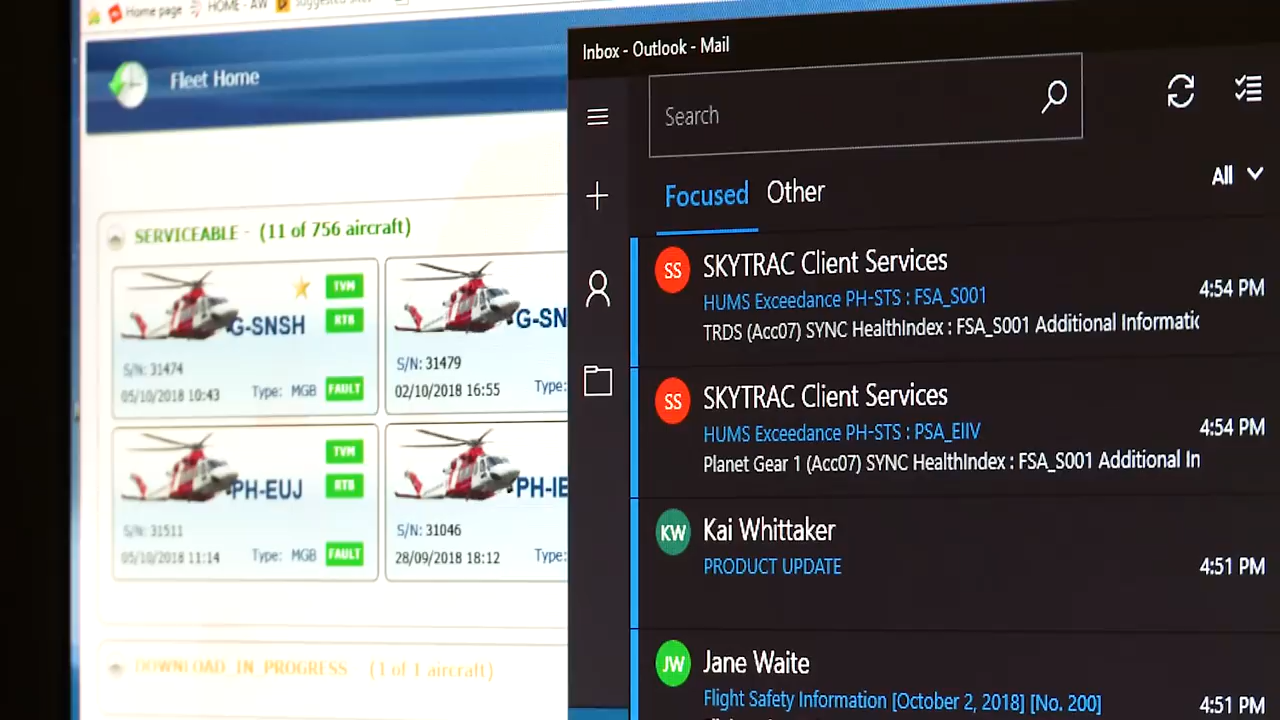 Home page
HOME - AW
Suggested Sites
Fleet Home
SERVICEABLE - (11 of 756 aircraft)
TVM
G-SNSH
RTB
S/N: 31474
05/10/2018 10:43
Type: MGB
FAULT
G-SN
S/N: 31479
02/10/2018 16:55
Type:
TVM
PH-EUJ
RTB
S/N: 31511
05/10/2018 11:14
Type: MGB
FAULT
PH-IE
S/N: 31046
28/09/2018 18:12
Type:
DOWNLOAD IN PROGRESS (1 of 1 aircraft)
Inbox - Outlook - Mail
Search
Focused Other
All
SS
SKYTRAC Client Services
HUMS Exceedance PH-STS : FSA_S001
4:54 PM
TRDS (Acc07) SYNC HealthIndex : FSA_S001 Additional Informatic
SS
SKYTRAC Client Services
HUMS Exceedance PH-STS : PSA_EIIV
4:54 PM
Planet Gear 1 (Acc07) SYNC HealthIndex : FSA_S001 Additional In
KW
Kai Whittaker
PRODUCT UPDATE
4:51 PM
JW
Jane Waite
Flight Safety Information [October 2, 2018] [No. 200]
4:51 PM